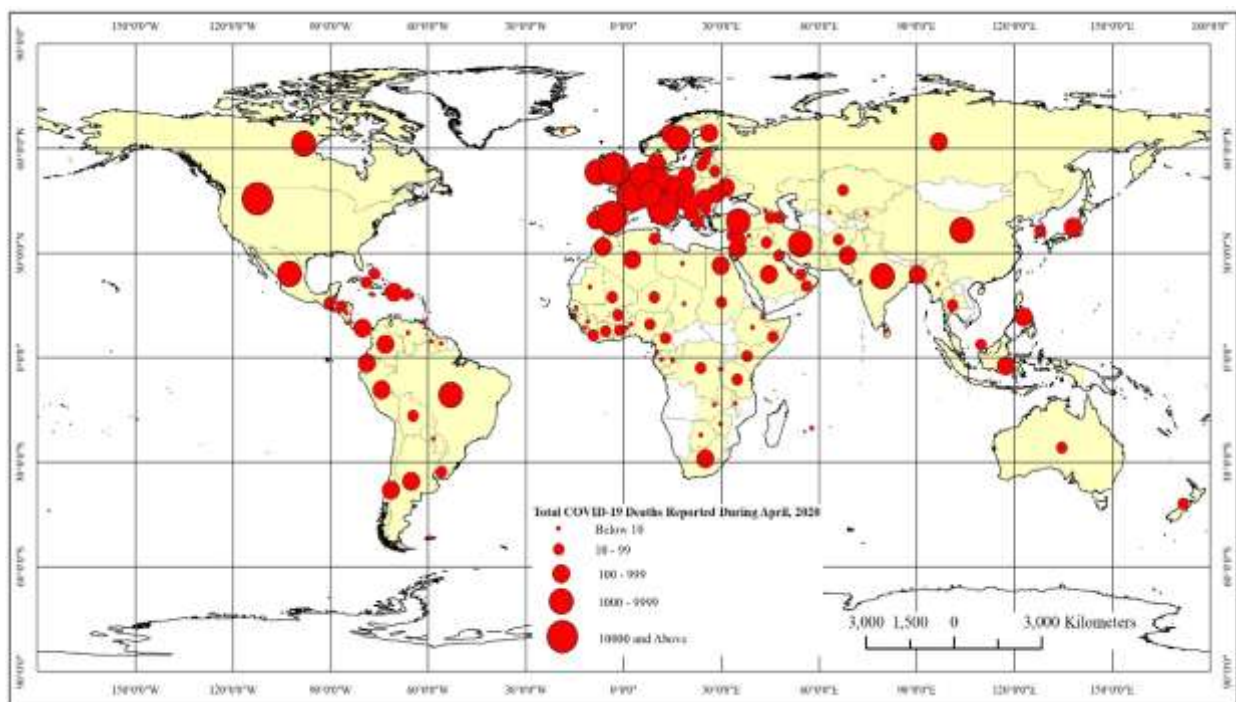 150°0'0"W 120°0'0"W 90°0'0"W 60°0'0"W 30°0'0"W 0°0'0" 30°0'0"E 60°0'0"E 90°0'0"E 120°0'0"E 150°0'0"E 180°0'0"E
Total COVID-19 Deaths Reported During April, 2020
Below 10
10 - 99
100 - 999
1000 - 9999
10000 and Above
3,000 1,500 0 3,000 Kilometers
150°0'0"W 120°0'0"W 90°0'0"W 60°0'0"W 30°0'0"W 0°0'0" 30°0'0"E 60°0'0"E 90°0'0"E 120°0'0"E 150°0'0"E